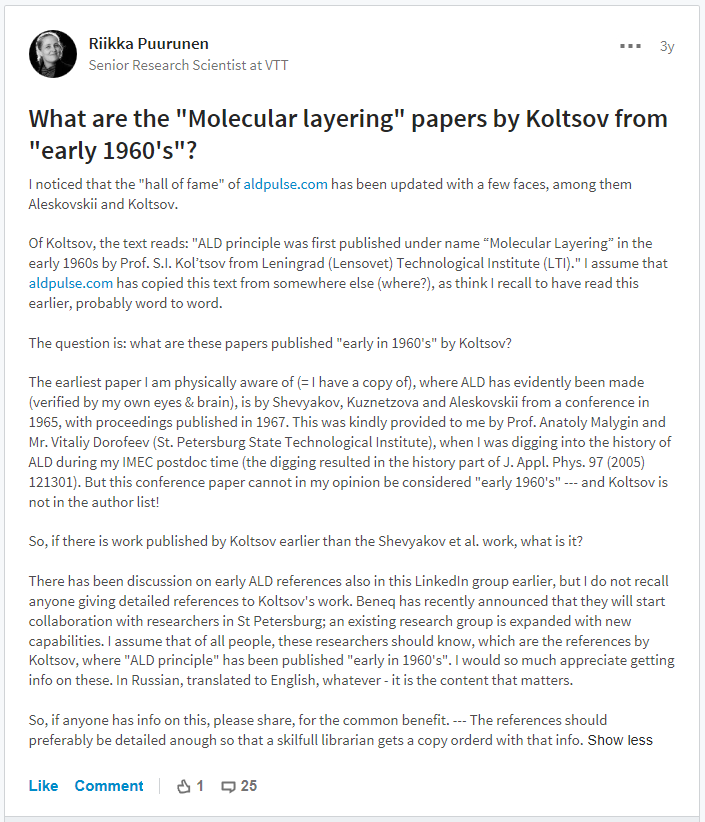 Riikka Puurunen
Senior Research Scientist at VTT
••• 3y
What are the "Molecular layering" papers by Koltsov from
"early 1960's"?
I noticed that the "hall of fame" of aldpulse.com has been updated with a few faces, among them
Aleskovskii and Koltsov.
Of Koltsov, the text reads: "ALD principle was first published under name “Molecular Layering” in the
early 1960s by Prof. S.I. Kol’tsov from Leningrad (Lensovet) Technological Institute (LTI)." I assume that
aldpulse.com has copied this text from somewhere else (where?), as think I recall to have read this
earlier, probably word to word.
The question is: what are these papers published "early in 1960's" by Koltsov?
The earliest paper I am physically aware of (= I have a copy of), where ALD has evidently been made
(verified by my own eyes & brain), is by Shevyakov, Kuznetzova and Aleskovskii from a conference in
1965, with proceedings published in 1967. This was kindly provided to me by Prof. Anatoly Malygin and
Mr. Vitaliy Dorofeev (St. Petersburg State Technological Institute), when I was digging into the history of
ALD during my IMEC postdoc time (the digging resulted in the history part of J. Appl. Phys. 97 (2005)
121301). But this conference paper cannot in my opinion be considered "early 1960's" --- and Koltsov is
not in the author list!
So, if there is work published by Koltsov earlier than the Shevyakov et al. work, what is it?
There has been discussion on early ALD references also in this LinkedIn group earlier, but I do not recall
anyone giving detailed references to Koltsov's work. Beneq has recently announced that they will start
collaboration with researchers in St Petersburg; an existing research group is expanded with new
capabilities. I assume that of all people, these researchers should know, which are the references by
Koltsov, where "ALD principle" has been published "early in 1960's". I would so much appreciate getting
info on these. In Russian, translated to English, whatever - it is the content that matters.
So, if anyone has info on this, please share, for the common benefit. --- The references should
preferably be detailed anough so that a skilfull librarian gets a copy orderd with that info. Show less
Like Comment 1 25